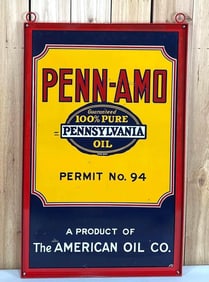 PENN-AMO
Guaranteed
100% PURE
PENNSYLVANIA
OIL
PERMIT No. 94
A PRODUCT OF
The AMERICAN OIL CO.